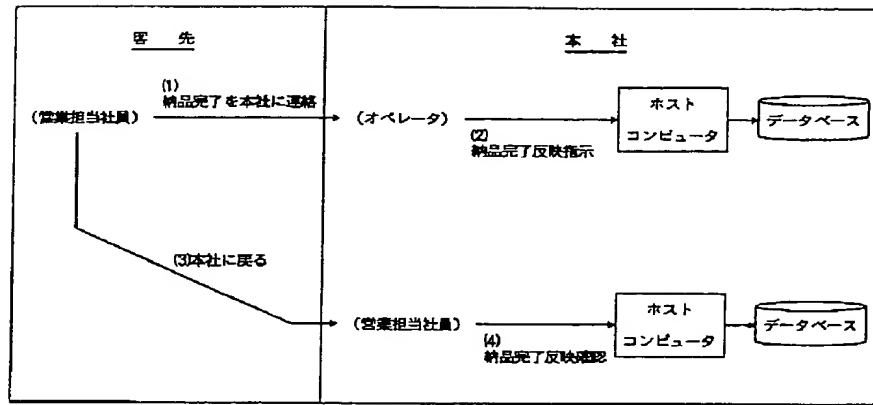 客先
本社
(1)
納品完了を本社に連絡
(営業担当社員)
(オペレータ)
(2)
納品完了反映指示
ホスト
コンピュータ
データベース
(3)本社に戻る
(営業担当社員)
(4)
納品完了反映確認
ホスト
コンピュータ
データベース